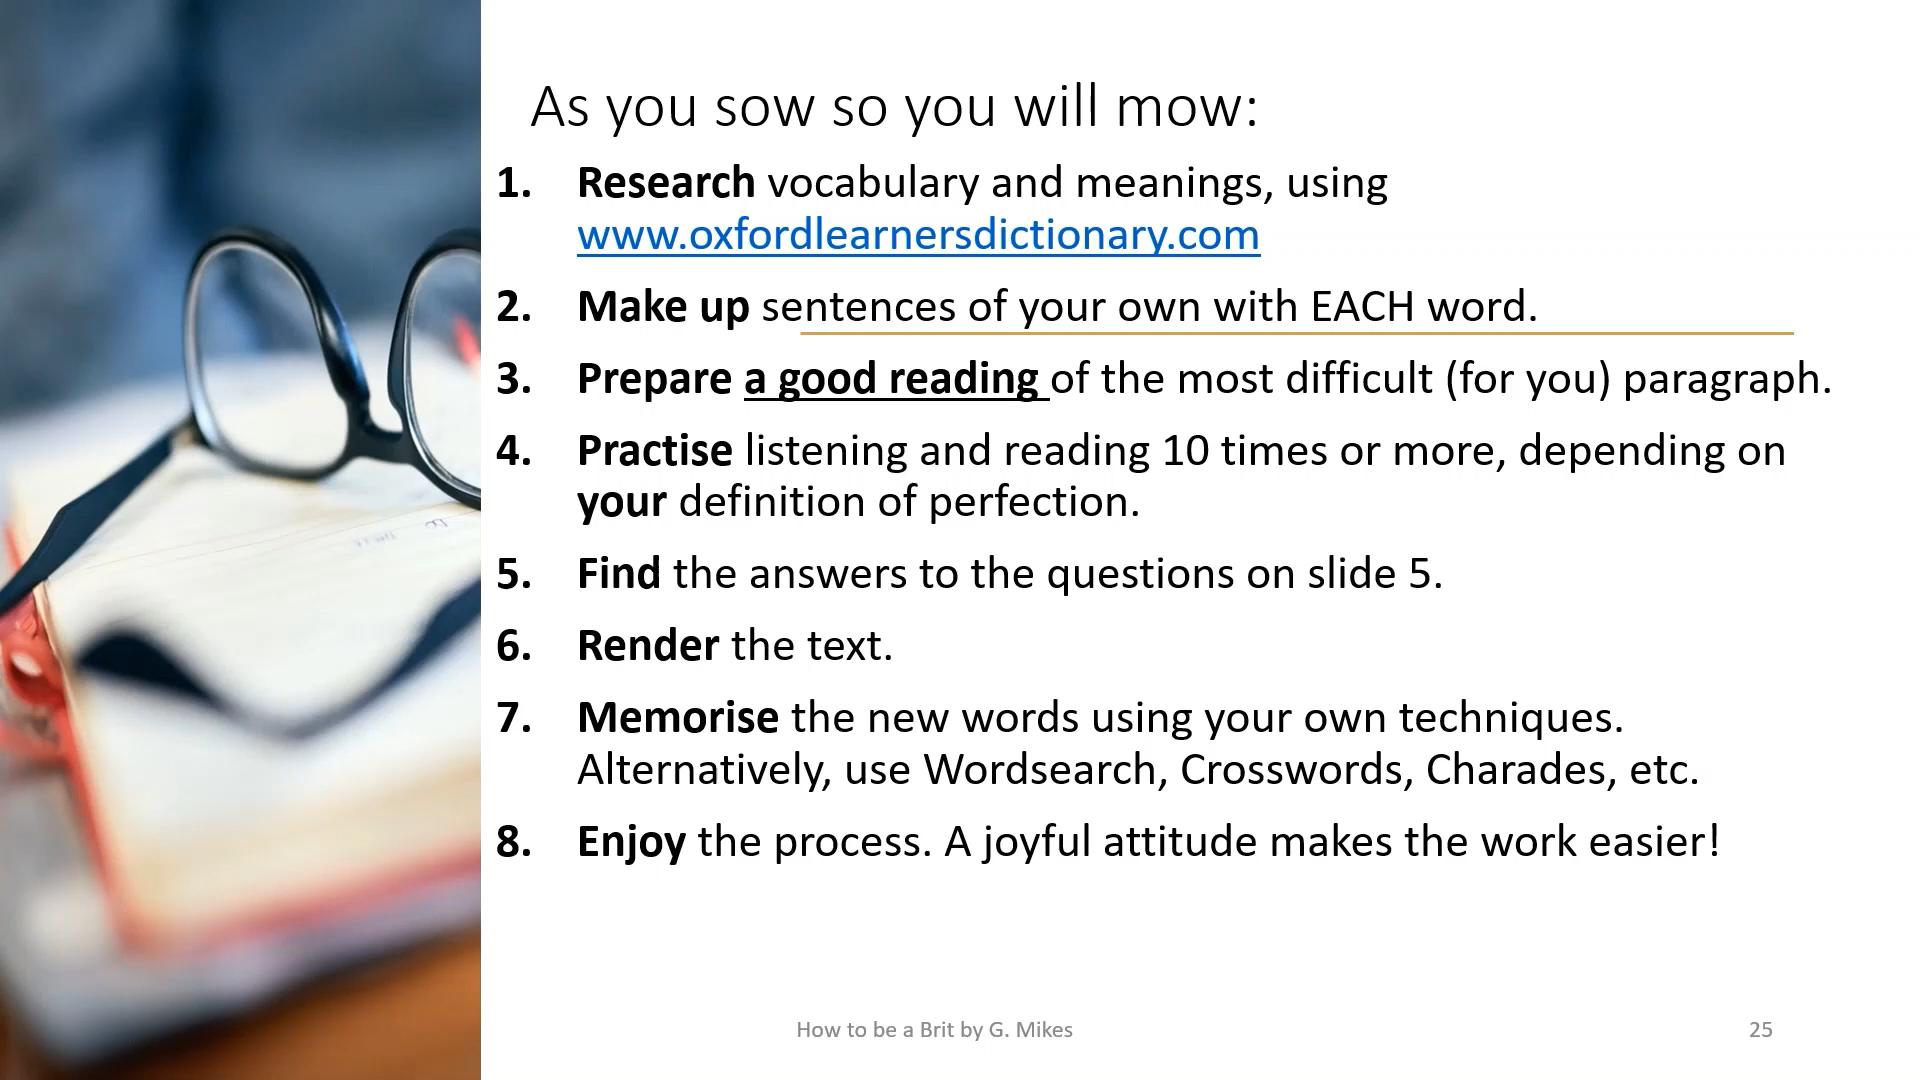 As you sow so you will mow:
1. Research vocabulary and meanings, using
www.oxfordlearnersdictionary.com
2. Make up sentences of your own with EACH word.
3. Prepare a good reading of the most difficult (for you) paragraph.
4. Practise listening and reading 10 times or more, depending on
your definition of perfection.
5. Find the answers to the questions on slide 5.
6. Render the text.
7. Memorise the new words using your own techniques.
Alternatively, use Wordsearch, Crosswords, Charades, etc.
8. Enjoy the process. A joyful attitude makes the work easier!
How to be a Brit by G. Mikes
25